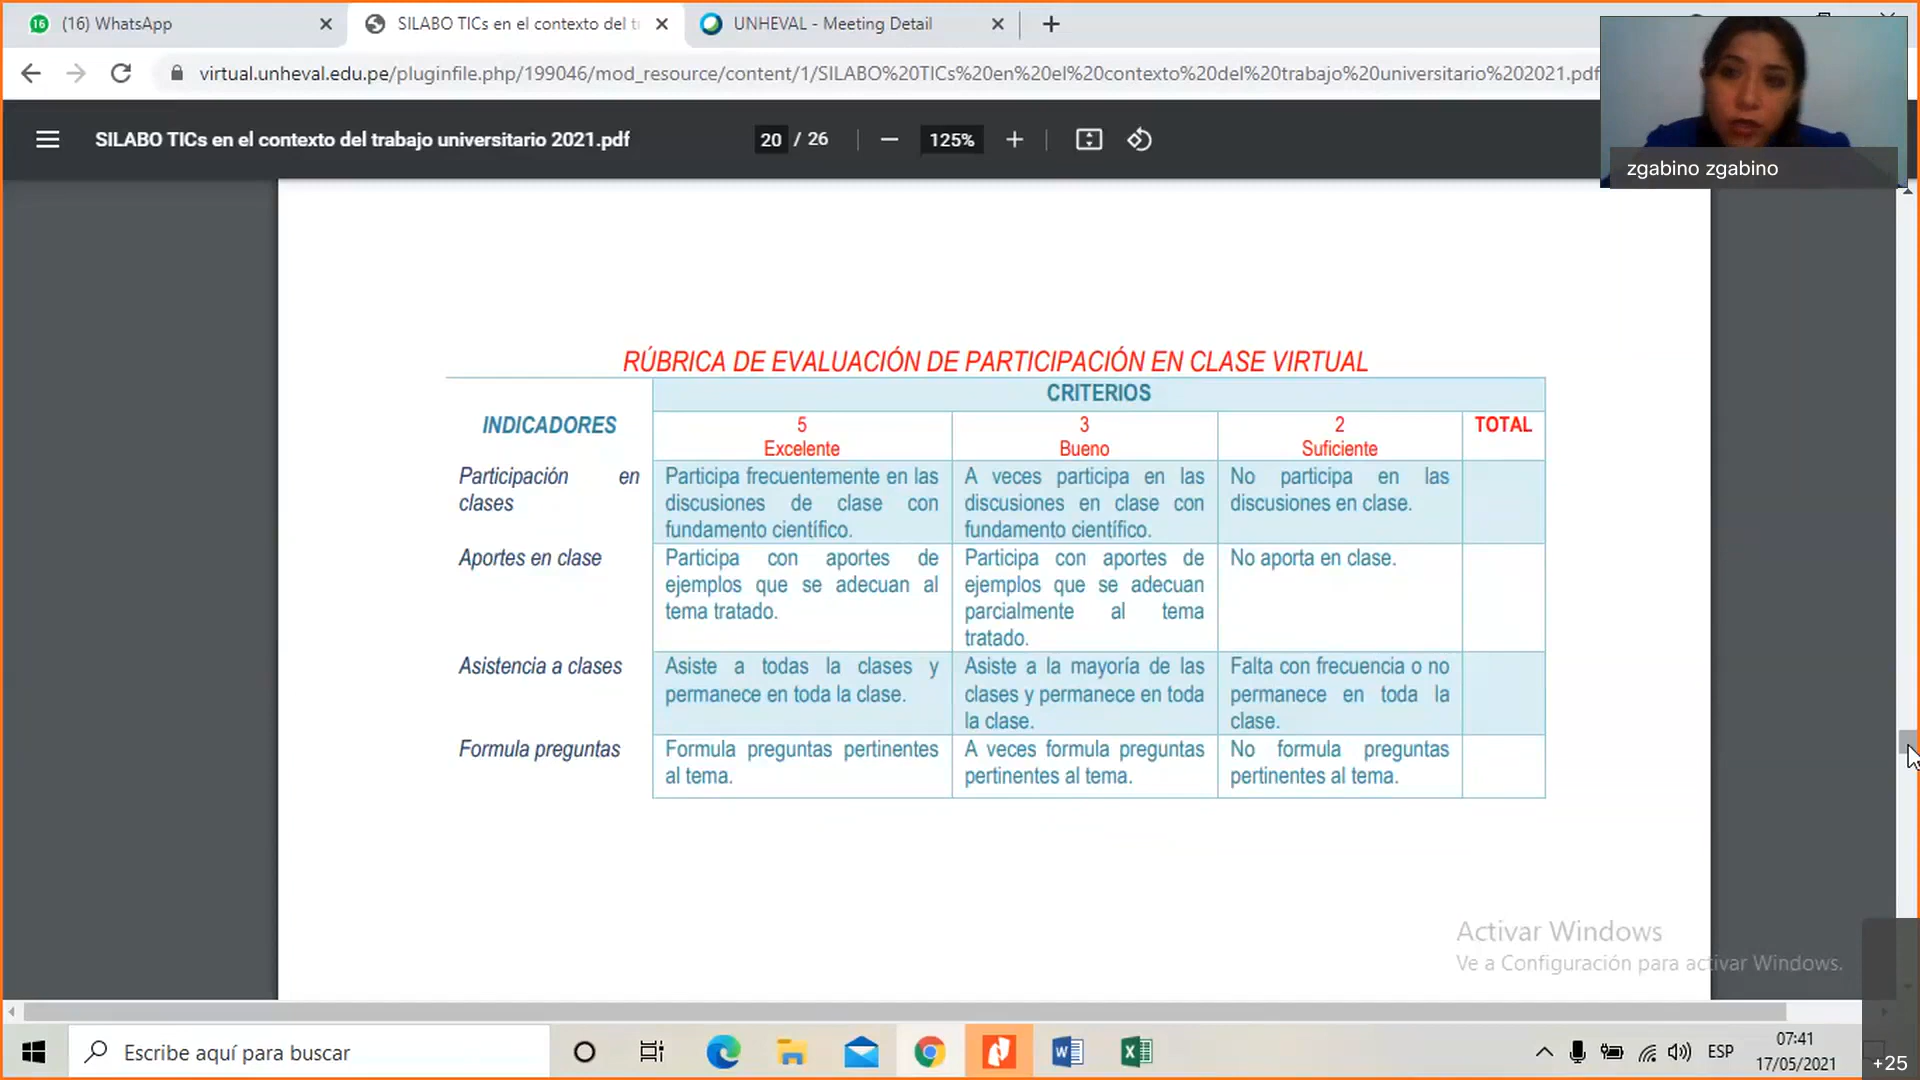 (16) WhatsApp
SILABO TICs en el contexto del t
UNHEVAL - Meeting Detail
virtual.unheval.edu.pe/pluginfile.php/199046/mod_resource/content/1/SILABO%20TICs%20en%20el%20contexto%20del%20trabajo%20universitario%202021.pdf
SILABO TICs en el contexto del trabajo universitario 2021.pdf
20 / 26
125%
zgabino zgabino
RÚBRICA DE EVALUACIÓN DE PARTICIPACIÓN EN CLASE VIRTUAL
CRITERIOS
INDICADORES
5
Excelente
3
Bueno
2
Suficiente
TOTAL
Participación en
clases
Participa frecuentemente en las
discusiones de clase con
fundamento científico.
A veces participa en las
discusiones en clase con
fundamento científico.
No participa en las
discusiones en clase.
Aportes en clase
Participa con aportes de
ejemplos que se adecuan al
tema tratado.
Participa con aportes de
ejemplos que se adecuan
parcialmente al tema
tratado.
No aporta en clase.
Asistencia a clases
Asiste a todas la clases y
permanece en toda la clase.
Asiste a la mayoría de las
clases y permanece en toda
la clase.
Falta con frecuencia o no
permanece en toda la
clase.
Formula preguntas
Formula preguntas pertinentes
al tema.
A veces formula preguntas
pertinentes al tema.
No formula preguntas
pertinentes al tema.
Activar Windows
Ve a Configuración para activar Windows.
Escribe aquí para buscar
ESP
07:41
17/05/2021
+25